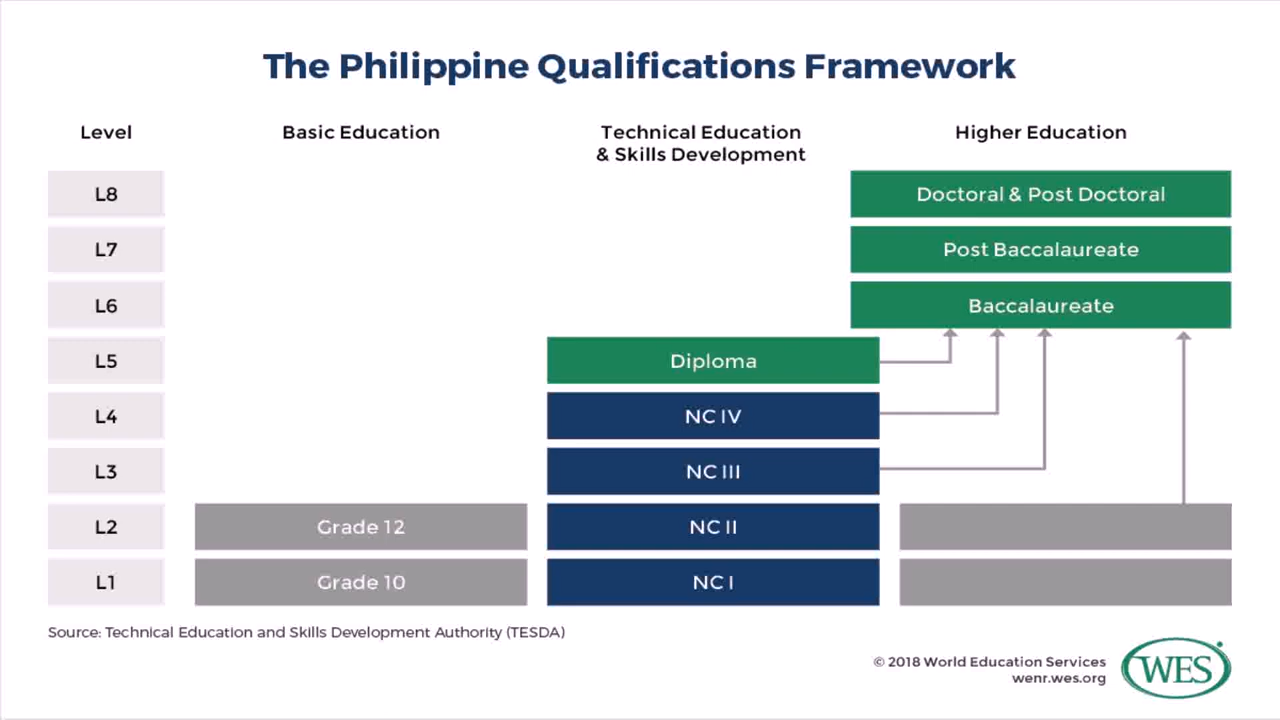 The Philippine Qualifications Framework
Level
Basic Education
Technical Education
& Skills Development
Higher Education
L8
Doctoral & Post Doctoral
L7
Post Baccalaureate
L6
Baccalaureate
L5
Diploma
L4
NC IV
L3
NC III
L2
Grade 12
NC II
L1
Grade 10
NC I
Source: Technical Education and Skills Development Authority (TESDA)
© 2018 World Education Services
wenr.wes.org
WES